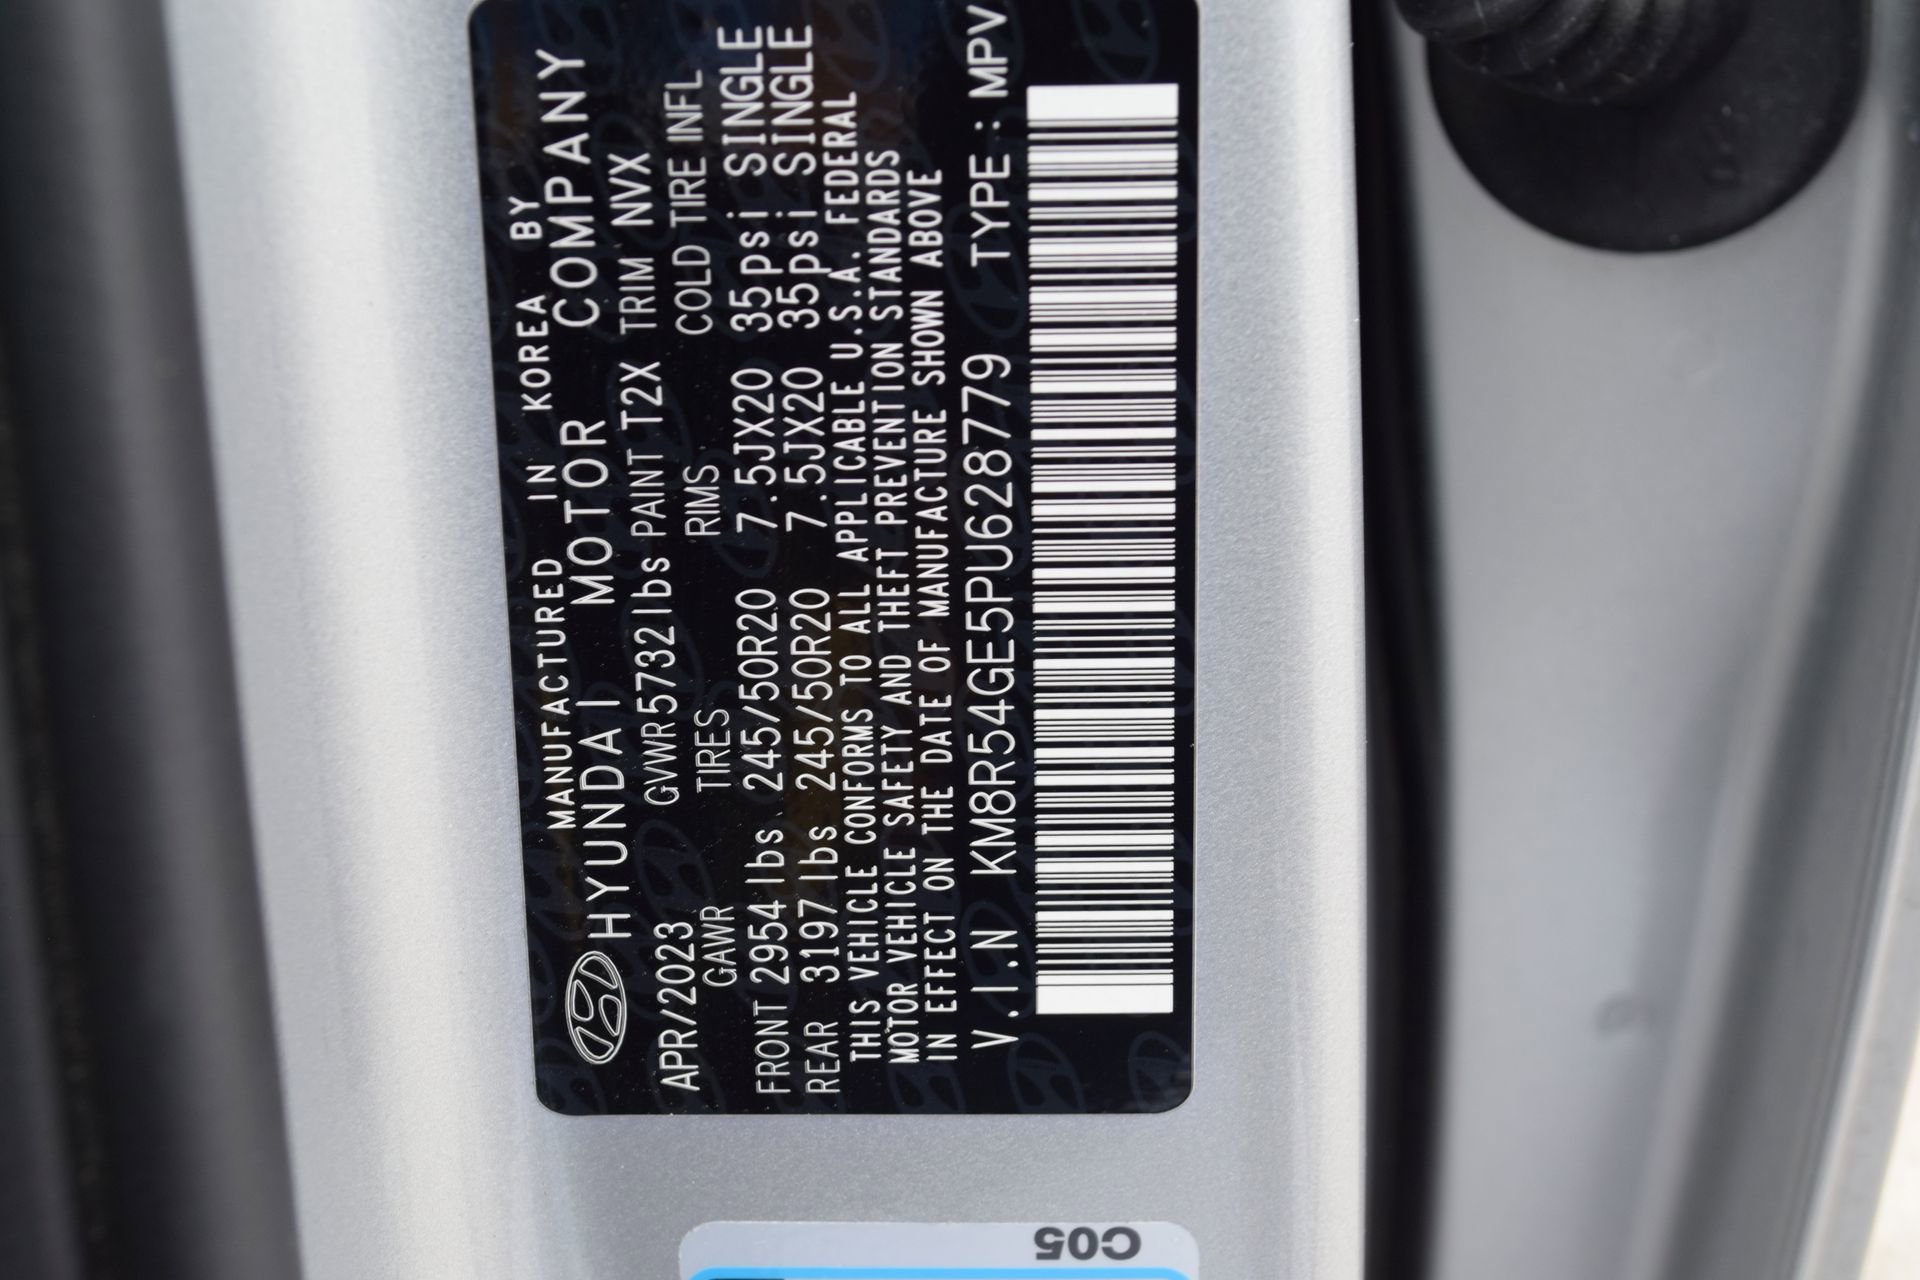 MANUFACTURED IN KOREA BY
HYUNDAI MOTOR COMPANY
APR/2023 GVWR5732lbs PAINT T2X TRIM NVX
GAWR TIRES RIMS COLD TIRE INFL
FRONT 2954lbs 245/50R20 7.5JX20 35psi SINGLE
REAR 3197lbs 245/50R20 7.5JX20 35psi SINGLE
THIS VEHICLE CONFORMS TO ALL APPLICABLE U.S.A. FEDERAL
MOTOR VEHICLE SAFETY AND THEFT PREVENTION STANDARDS
IN EFFECT ON THE DATE OF MANUFACTURE SHOWN ABOVE
V.I.N KM8R54GE5PU628779 TYPE : MPV
C05